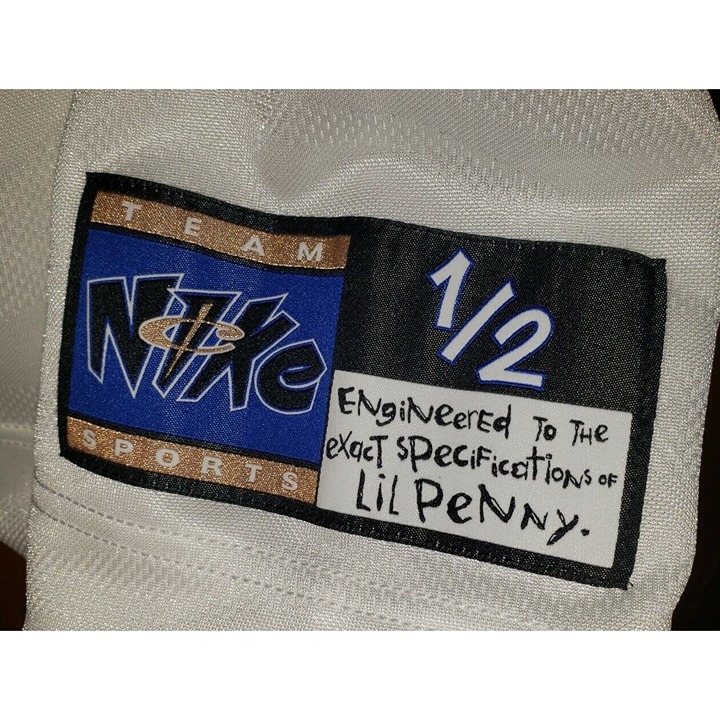 TEAM
NIKe
SPORTS
1/2
ENgiNeerEd To THe
exacT SPeciFicatioNs oF
LiL PeNNy.